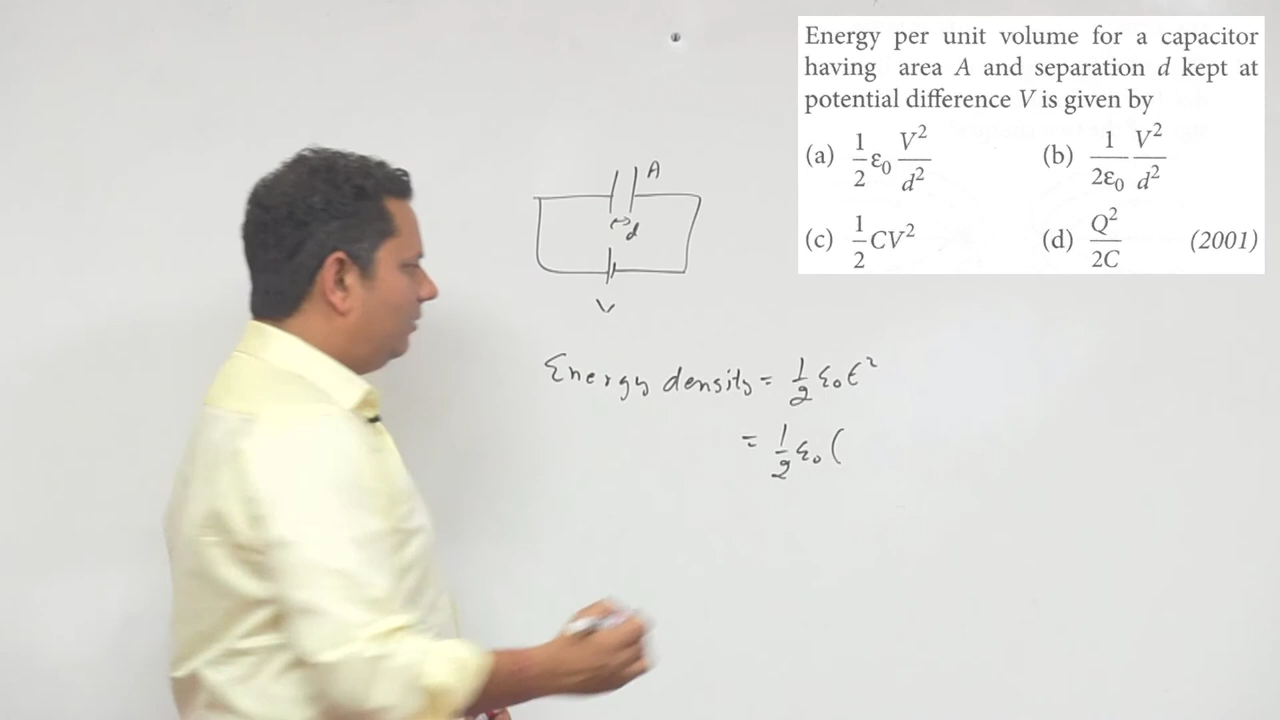 Energy per unit volume for a capacitor
having area A and separation d kept at
potential difference V is given by
(a) 1/2 ε₀ V²/d² (b) 1/2ε₀ V²/d²
(c) 1/2 CV² (d) Q²/2C (2001)
A
d
V
Energy density = 1/2 ε₀E²
= 1/2 ε₀(